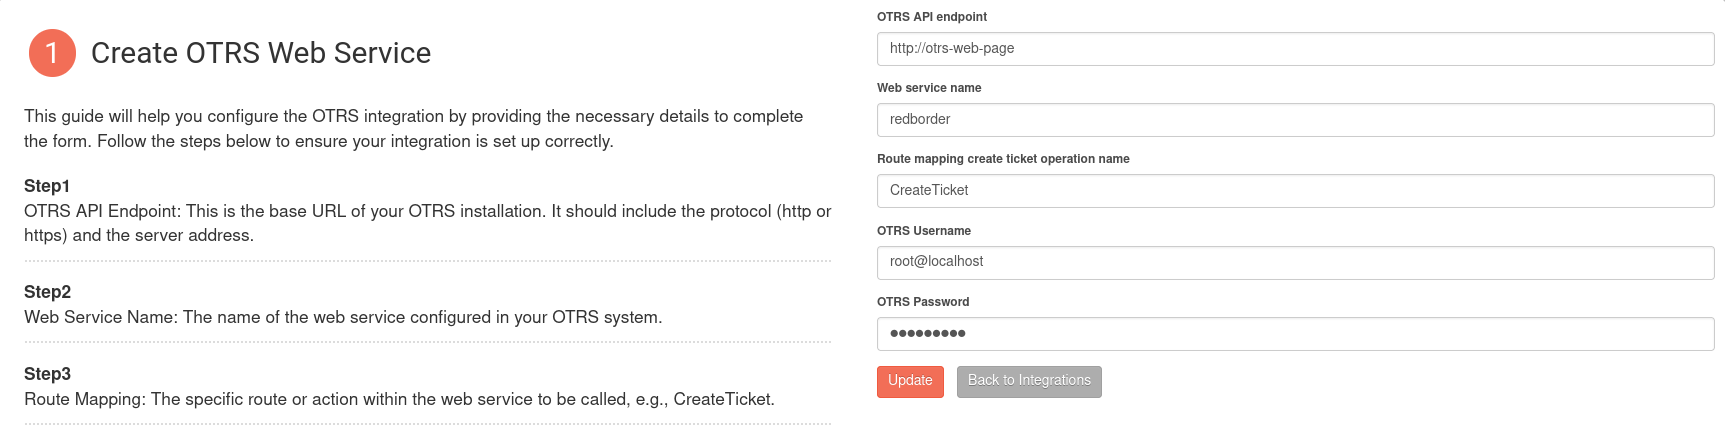 1 Create OTRS Web Service
This guide will help you configure the OTRS integration by providing the necessary details to complete
the form. Follow the steps below to ensure your integration is set up correctly.
Step1
OTRS API Endpoint: This is the base URL of your OTRS installation. It should include the protocol (http or
https) and the server address.
Step2
Web Service Name: The name of the web service configured in your OTRS system.
Step3
Route Mapping: The specific route or action within the web service to be called, e.g., CreateTicket.
OTRS API endpoint
http://otrs-web-page
Web service name
redborder
Route mapping create ticket operation name
CreateTicket
OTRS Username
root@localhost
OTRS Password
●●●●●●●●●
Update
Back to Integrations